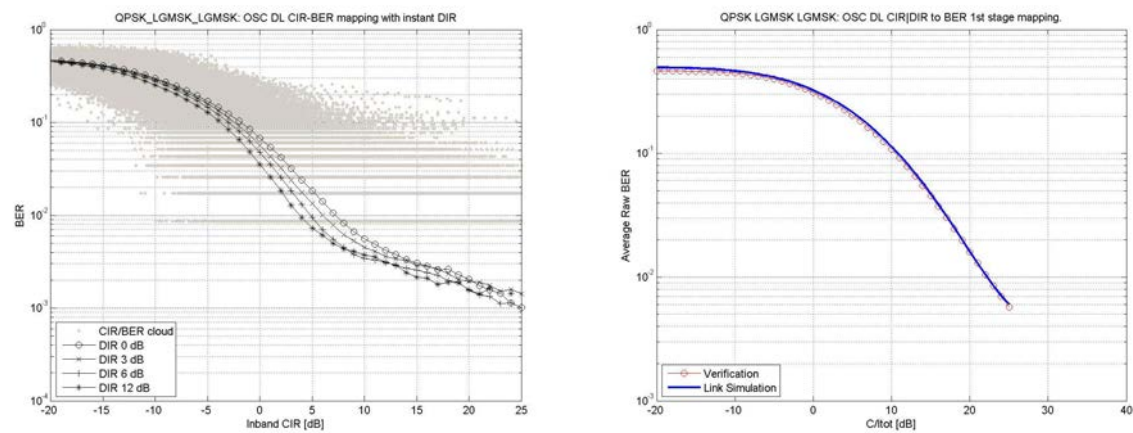 QPSK_LGMSK_LGMSK: OSC DL CIR-BER mapping with instant DIR
10^0
10^-1
10^-2
10^-3
10^-4
BER
CIR/BER cloud
DIR 0 dB
DIR 3 dB
DIR 6 dB
DIR 12 dB
-20 -15 -10 -5 0 5 10 15 20 25
Inband CIR [dB]
QPSK LGMSK LGMSK: OSC DL CIR|DIR to BER 1st stage mapping.
10^0
10^-1
10^-2
10^-3
Average Raw BER
Verification
Link Simulation
-20 -10 0 10 20 30 40
C/Itot [dB]